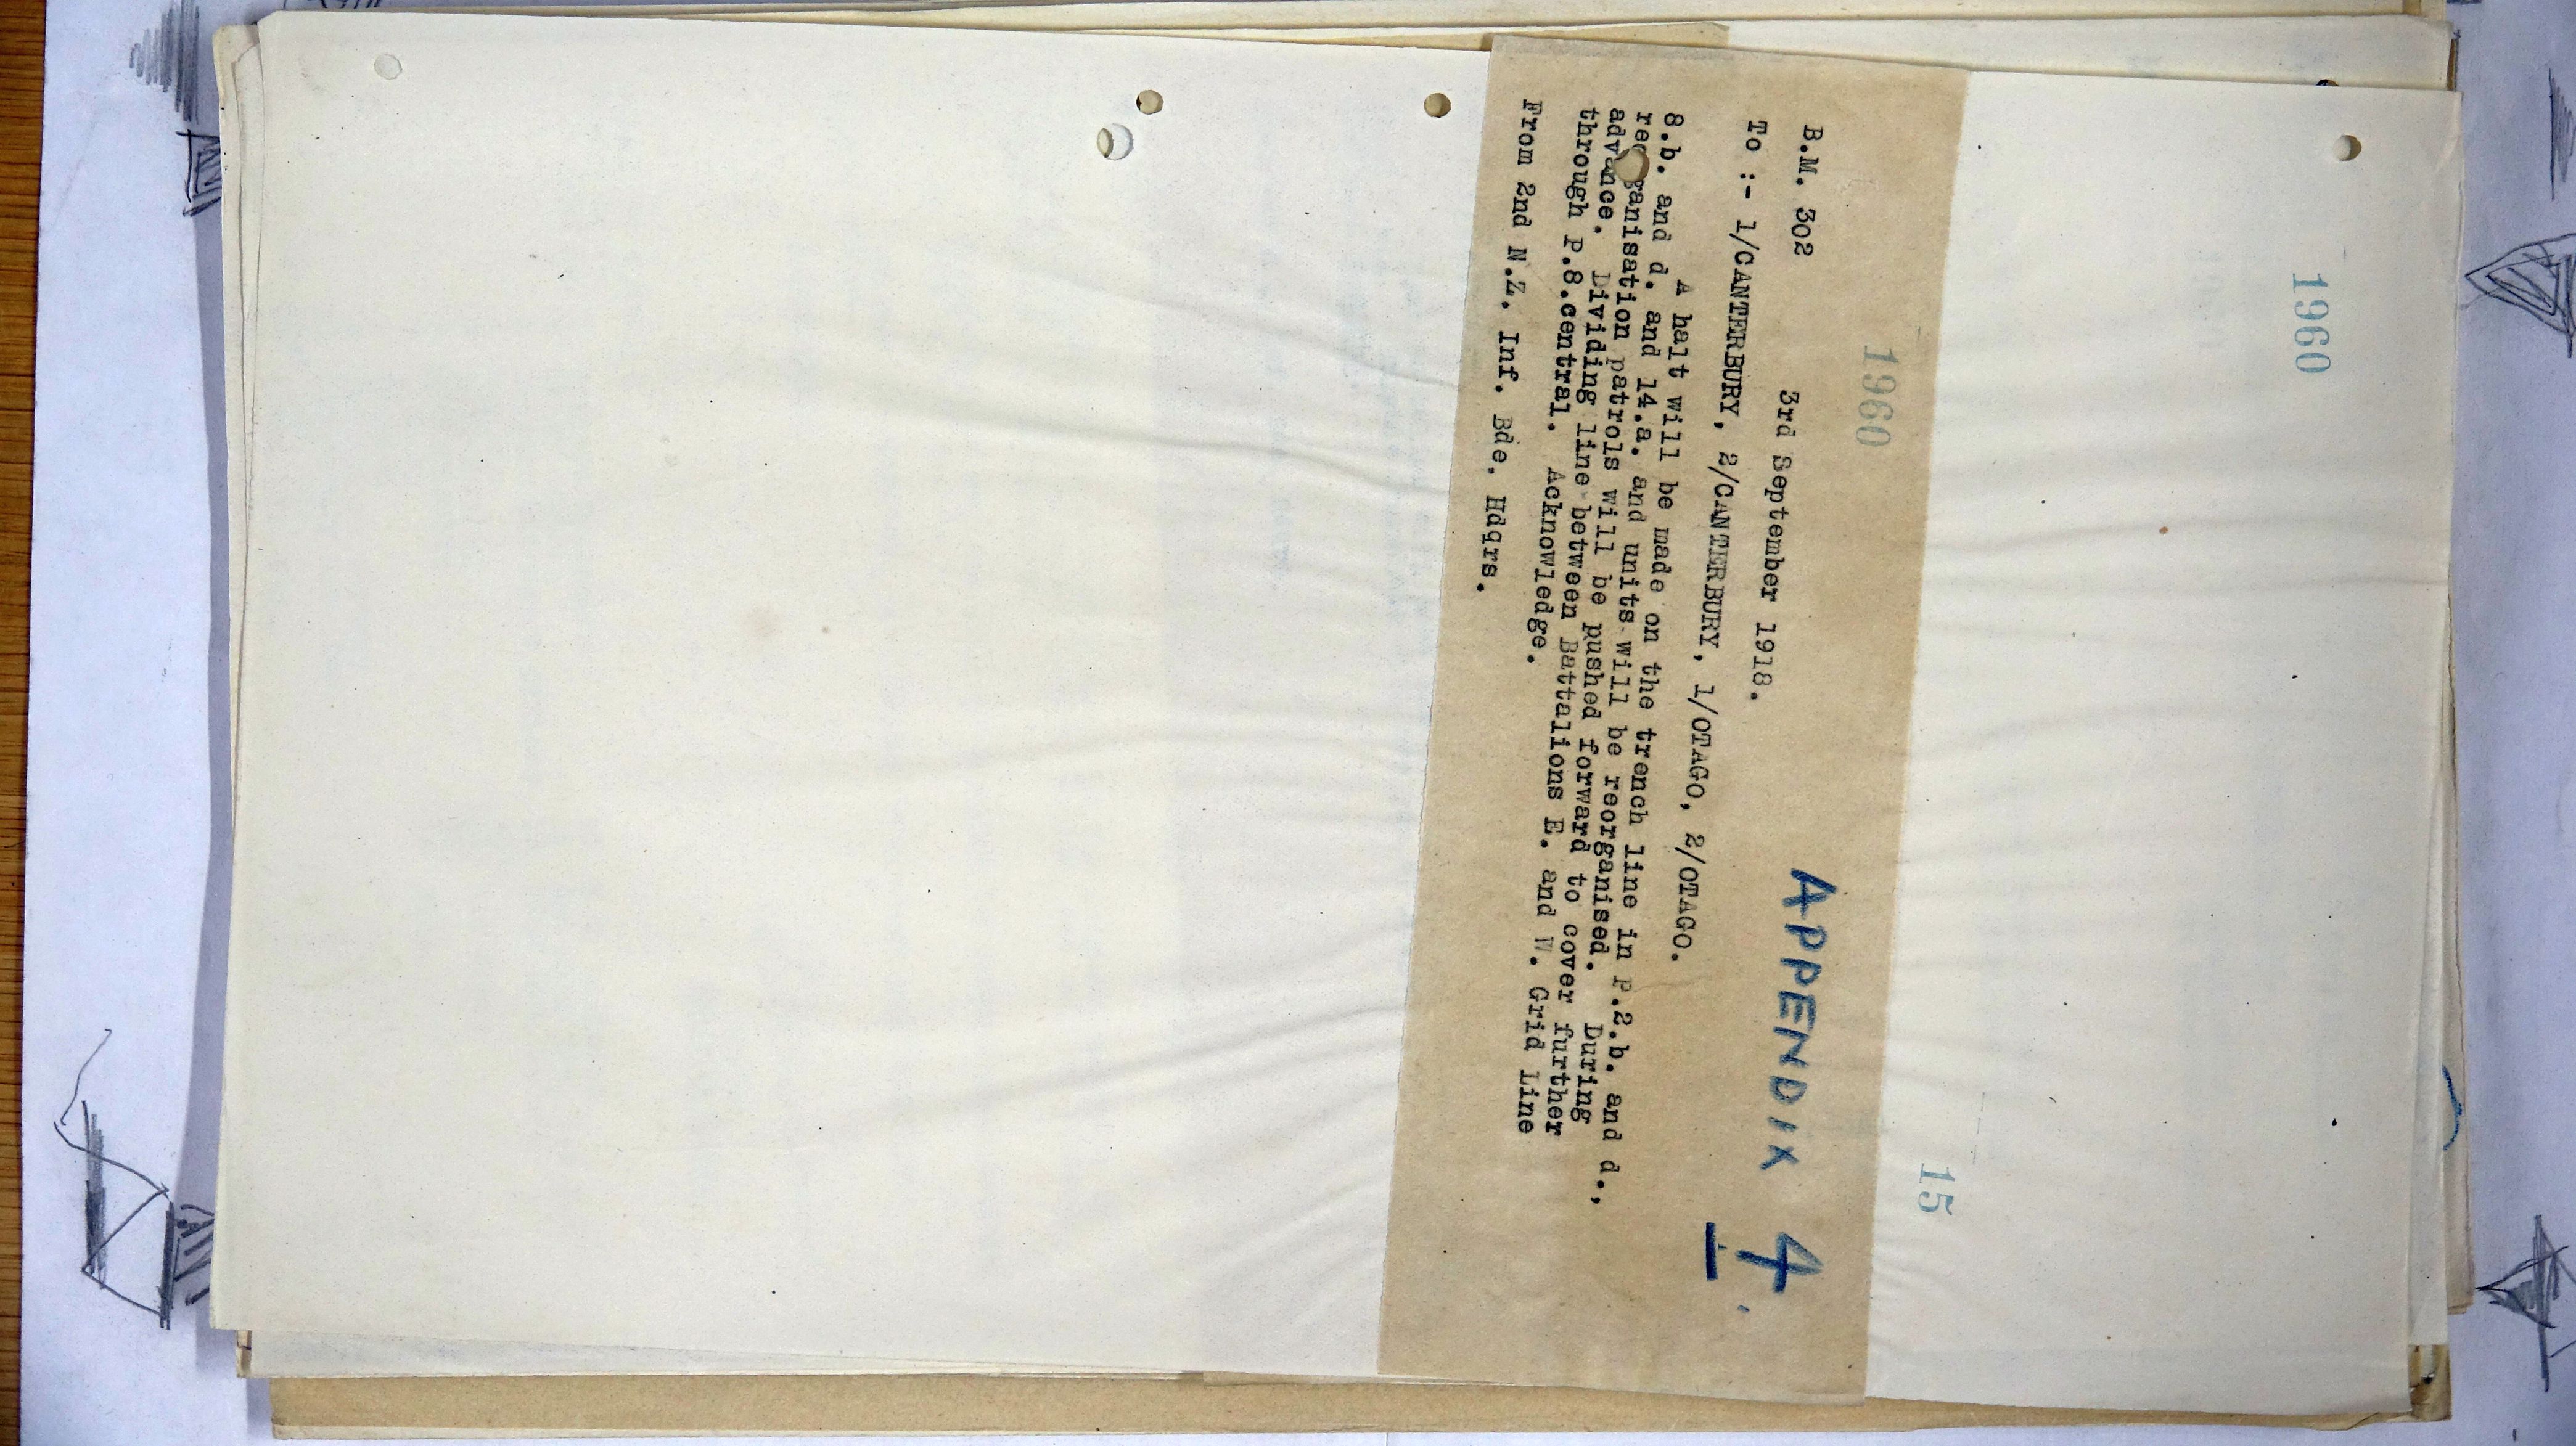 1960
15
1960
APPENDIX 4.
B.M. 302 3rd September 1918.
To :- 1/CANTERBURY, 2/CANTERBURY, 1/OTAGO, 2/OTAGO.
A halt will be made on the trench line in P.2.b. and d.,
8.b. and d. and 14.a. and units will be reorganised. During
reorganisation patrols will be pushed forward to cover further
advance. Dividing line between Battalions E. and W. Grid Line
through P.8.central. Acknowledge.
From 2nd N.Z. Inf. Bde. Hdqrs.